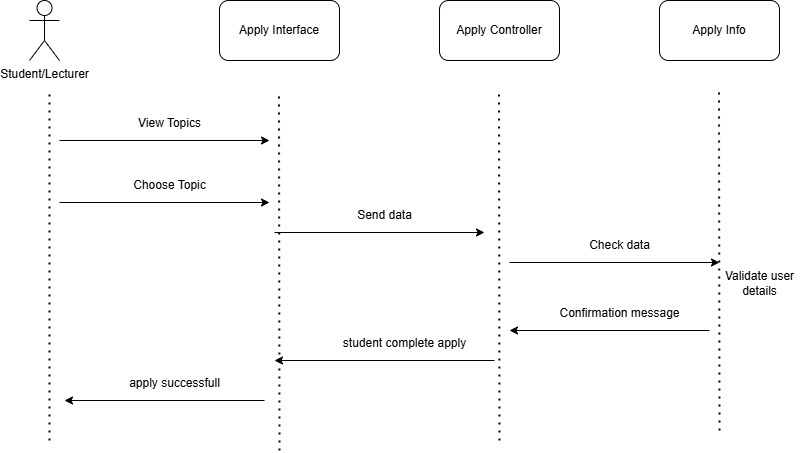 Apply Interface
Apply Controller
Apply Info
Student/Lecturer
View Topics
Choose Topic
Send data
Check data
Validate user
details
Confirmation message
student complete apply
apply successfull